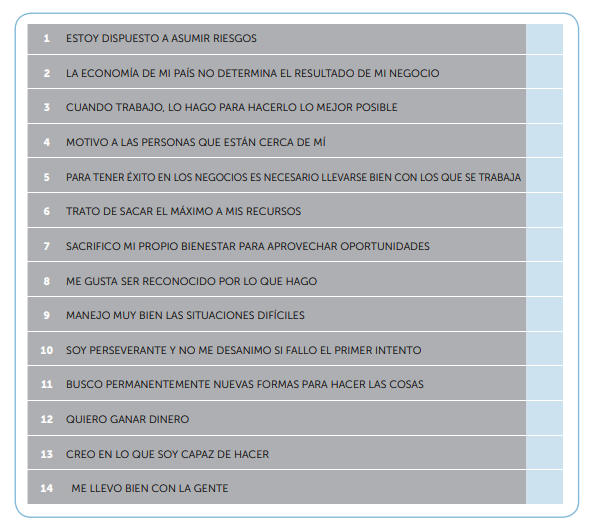 1 ESTOY DISPUESTO A ASUMIR RIESGOS
2 LA ECONOMÍA DE MI PAÍS NO DETERMINA EL RESULTADO DE MI NEGOCIO
3 CUANDO TRABAJO, LO HAGO PARA HACERLO LO MEJOR POSIBLE
4 MOTIVO A LAS PERSONAS QUE ESTÁN CERCA DE MÍ
5 PARA TENER ÉXITO EN LOS NEGOCIOS ES NECESARIO LLEVARSE BIEN CON LOS QUE SE TRABAJA
6 TRATO DE SACAR EL MÁXIMO A MIS RECURSOS
7 SACRIFICO MI PROPIO BIENESTAR PARA APROVECHAR OPORTUNIDADES
8 ME GUSTA SER RECONOCIDO POR LO QUE HAGO
9 MANEJO MUY BIEN LAS SITUACIONES DIFÍCILES
10 SOY PERSEVERANTE Y NO ME DESANIMO SI FALLO EL PRIMER INTENTO
11 BUSCO PERMANENTEMENTE NUEVAS FORMAS PARA HACER LAS COSAS
12 QUIERO GANAR DINERO
13 CREO EN LO QUE SOY CAPAZ DE HACER
14 ME LLEVO BIEN CON LA GENTE